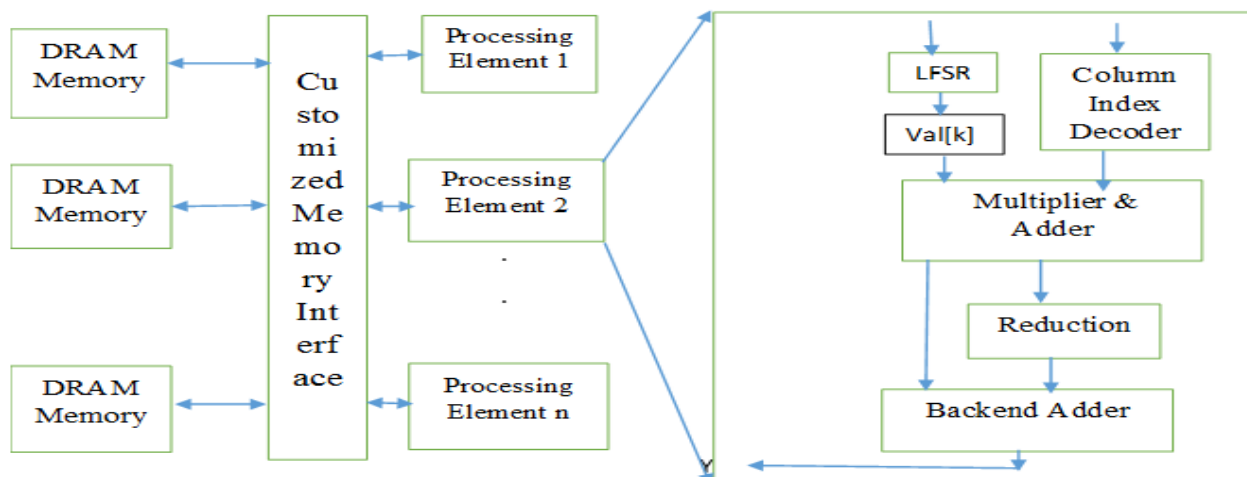 DRAM
Memory
DRAM
Memory
DRAM
Memory
Cu
sto
mi
zed
Me
mo
ry
Int
erf
ace
Processing
Element 1
Processing
Element 2
.
.
Processing
Element n
LFSR
Val[k]
Column
Index
Decoder
Multiplier &
Adder
Reduction
Backend Adder
Y